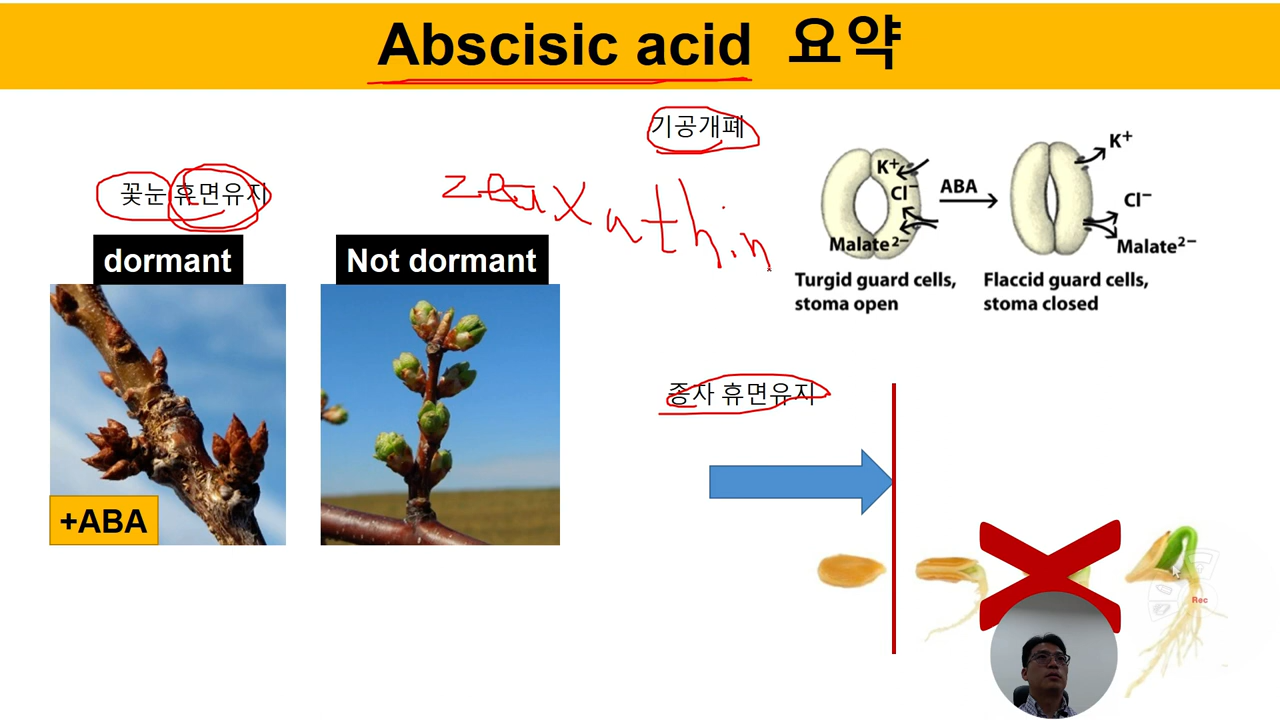 Abscisic acid 요약
기공개폐
꽃눈 휴면유지
zeaxathin
dormant
Not dormant
+ABA
K+
Cl−
Malate2−
ABA
K+
Cl−
Malate2−
Turgid guard cells,
stoma open
Flaccid guard cells,
stoma closed
종자 휴면유지
Rec